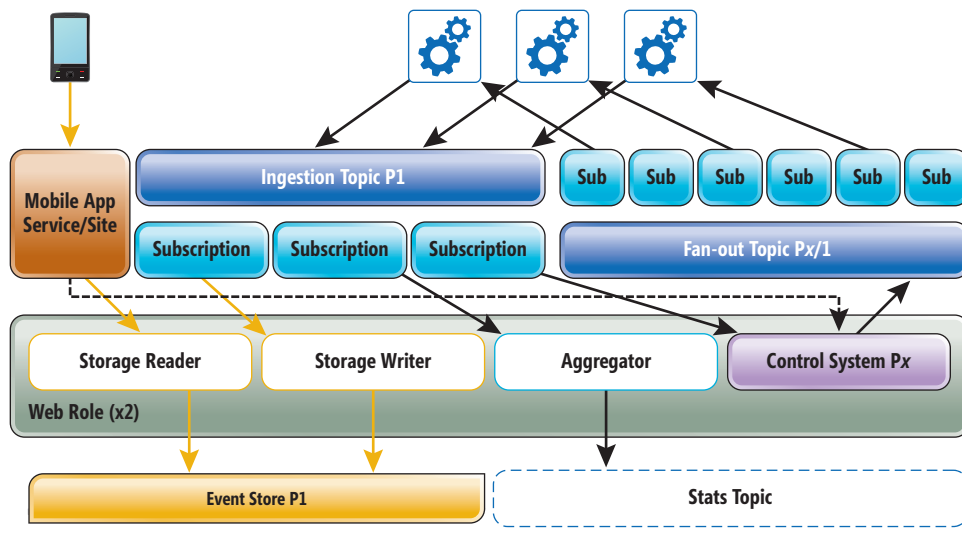 Mobile App
Service/Site
Ingestion Topic P1
Sub
Sub
Sub
Sub
Sub
Sub
Subscription
Subscription
Subscription
Fan-out Topic Px/1
Storage Reader
Storage Writer
Aggregator
Control System Px
Web Role (x2)
Event Store P1
Stats Topic